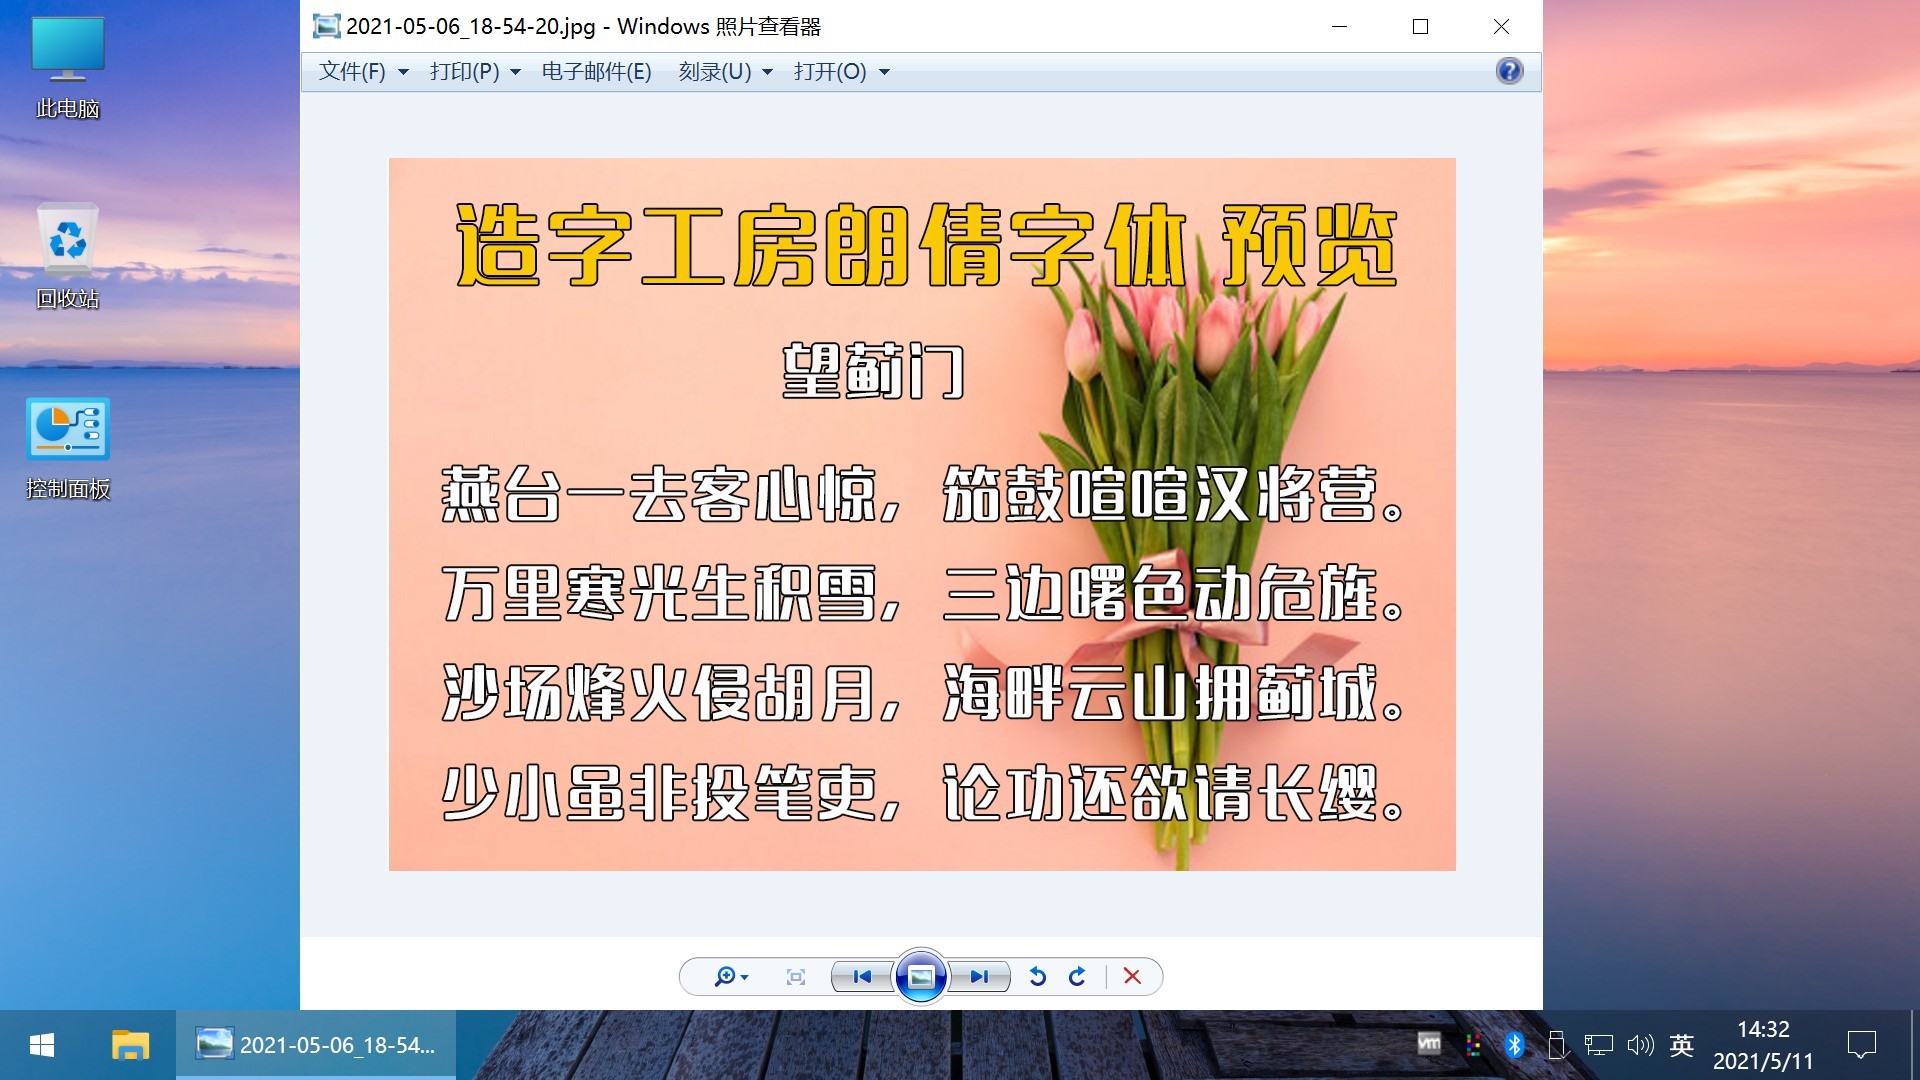 2021-05-06_18-54-20.jpg - Windows 照片查看器
文件(F) 打印(P) 电子邮件(E) 刻录(U) 打开(O)
此电脑
回收站
控制面板
造字工房朗倩字体 预览
望蓟门
燕台一去客心惊，笳鼓喧喧汉将营。
万里寒光生积雪，三边曙色动危旌。
沙场烽火侵胡月，海畔云山拥蓟城。
少小虽非投笔吏，论功还欲请长缨。
2021-05-06_18-54...
vm
英
14:32
2021/5/11